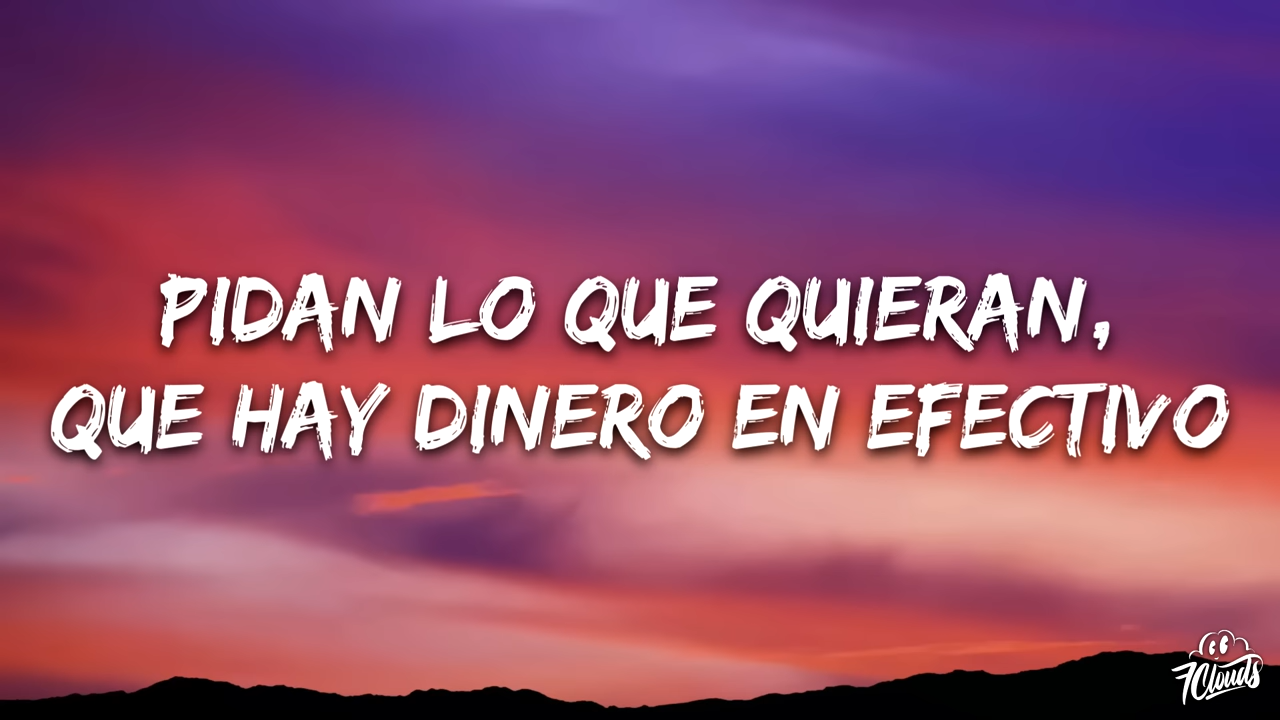 PIDAN LO QUE QUIERAN,
QUE HAY DINERO EN EFECTIVO
7Clouds